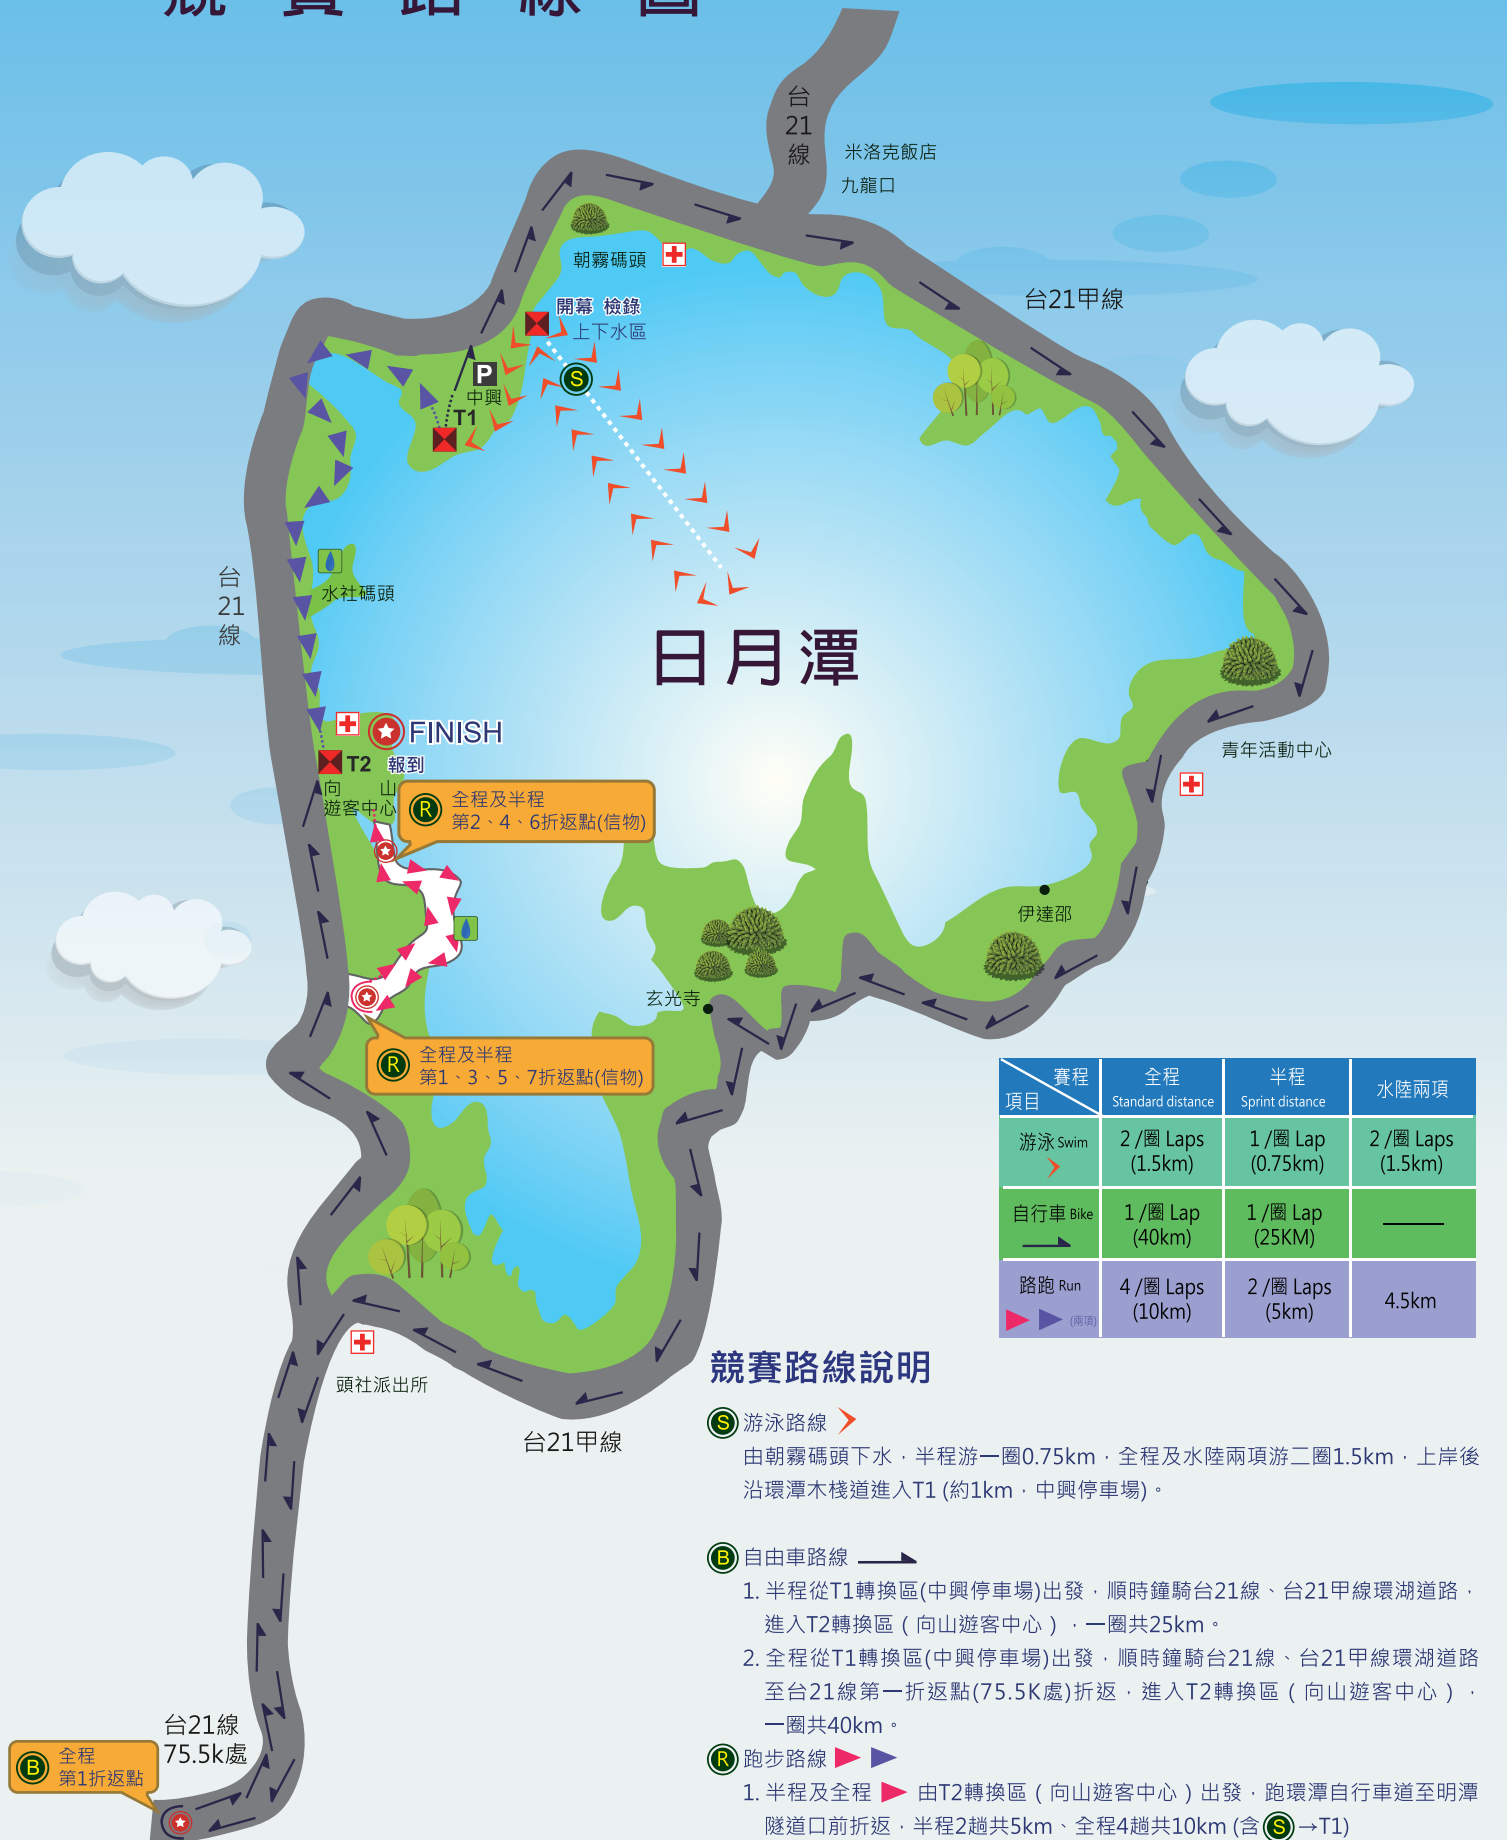 競賽路線圖
台
21
線
米洛克飯店
九龍口
朝霧碼頭
開幕 檢錄
上下水區
台21甲線
P
S
中興
T1
台
21
線
水社碼頭
日月潭
FINISH
T2 報到
向 山
遊客中心
R 全程及半程
第2、4、6折返點(信物)
青年活動中心
伊達邵
玄光寺
R 全程及半程
第1、3、5、7折返點(信物)
賽程
項目
全程
Standard distance
半程
Sprint distance
水陸兩項
游泳 Swim
2 /圈 Laps
(1.5km)
1 /圈 Lap
(0.75km)
2 /圈 Laps
(1.5km)
自行車 Bike
1 /圈 Lap
(40km)
1 /圈 Lap
(25KM)
路跑 Run
(兩項)
4 /圈 Laps
(10km)
2 /圈 Laps
(5km)
4.5km
頭社派出所
台21甲線
競賽路線說明
S 游泳路線
由朝霧碼頭下水，半程游一圈0.75km，全程及水陸兩項游二圈1.5km，上岸後
沿環潭木棧道進入T1 (約1km，中興停車場)。
B 自由車路線
1. 半程從T1轉換區(中興停車場)出發，順時鐘騎台21線、台21甲線環湖道路，
進入T2轉換區（向山遊客中心），一圈共25km。
2. 全程從T1轉換區(中興停車場)出發，順時鐘騎台21線、台21甲線環湖道路
至台21線第一折返點(75.5K處)折返，進入T2轉換區（向山遊客中心），
一圈共40km。
R 跑步路線
1. 半程及全程 由T2轉換區（向山遊客中心）出發，跑環潭自行車道至明潭
隧道口前折返，半程2趟共5km、全程4趟共10km (含 S →T1)
台21線
75.5k處
B 全程
第1折返點